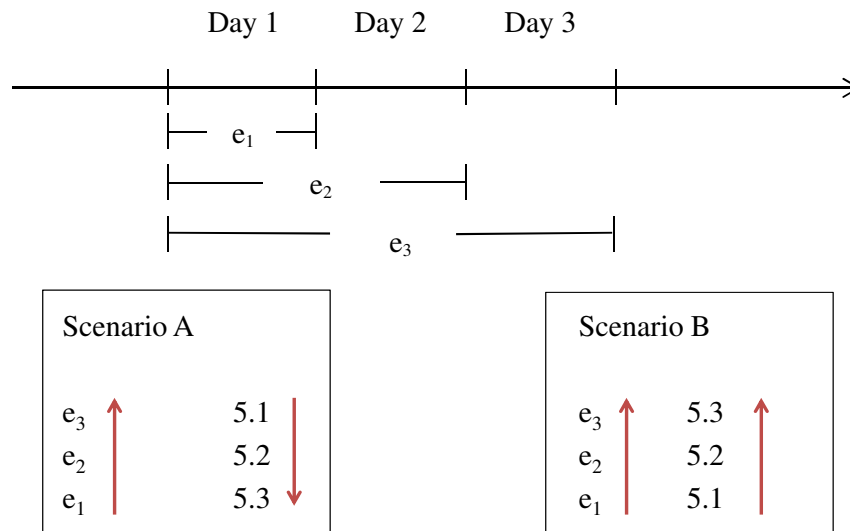 Day 1 Day 2 Day 3
e₁
e₂
e₃
Scenario A
e₃ 5.1
e₂ 5.2
e₁ 5.3
Scenario B
e₃ 5.3
e₂ 5.2
e₁ 5.1